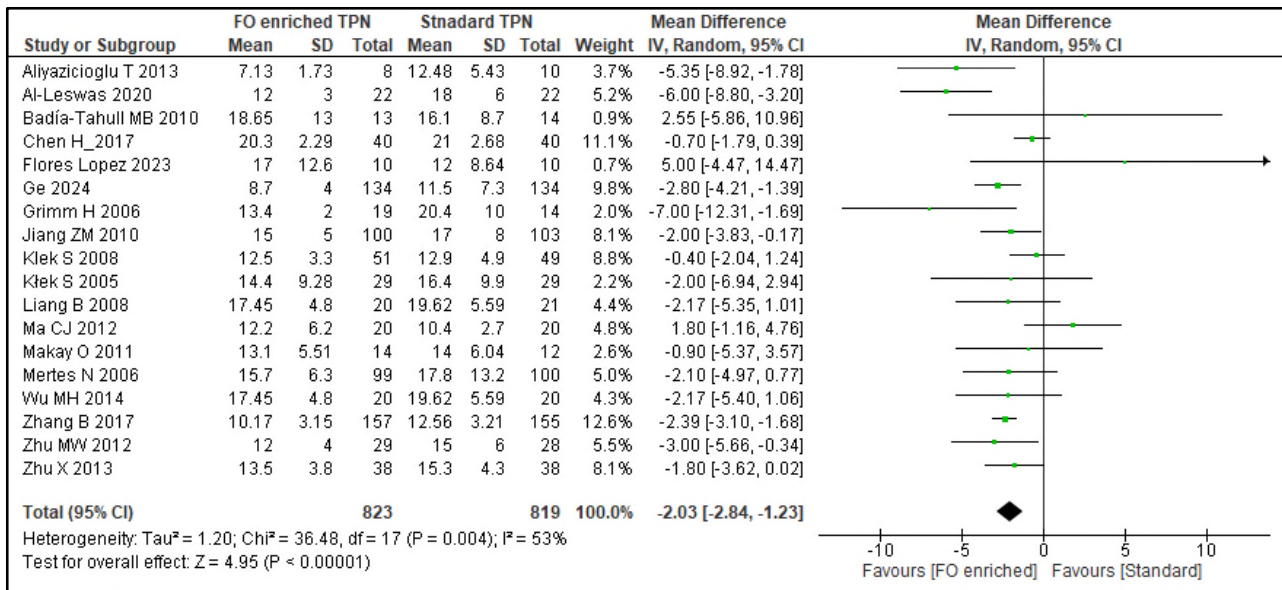 FO enriched TPN Stnadard TPN Mean Difference Mean Difference
Study or Subgroup Mean SD Total Mean SD Total Weight IV, Random, 95% CI IV, Random, 95% CI
Aliyazicioglu T 2013 7.13 1.73 8 12.48 5.43 10 3.7% -5.35 [-8.92, -1.78]
Al-Leswas 2020 12 3 22 18 6 22 5.2% -6.00 [-8.80, -3.20]
Badía-Tahull MB 2010 18.65 13 13 16.1 8.7 14 0.9% 2.55 [-5.86, 10.96]
Chen H_2017 20.3 2.29 40 21 2.68 40 11.1% -0.70 [-1.79, 0.39]
Flores Lopez 2023 17 12.6 10 12 8.64 10 0.7% 5.00 [-4.47, 14.47]
Ge 2024 8.7 4 134 11.5 7.3 134 9.8% -2.80 [-4.21, -1.39]
Grimm H 2006 13.4 2 19 20.4 10 14 2.0% -7.00 [-12.31, -1.69]
Jiang ZM 2010 15 5 100 17 8 103 8.1% -2.00 [-3.83, -0.17]
Klek S 2008 12.5 3.3 51 12.9 4.9 49 8.8% -0.40 [-2.04, 1.24]
Kłek S 2005 14.4 9.28 29 16.4 9.9 29 2.2% -2.00 [-6.94, 2.94]
Liang B 2008 17.45 4.8 20 19.62 5.59 21 4.4% -2.17 [-5.35, 1.01]
Ma CJ 2012 12.2 6.2 20 10.4 2.7 20 4.8% 1.80 [-1.16, 4.76]
Makay O 2011 13.1 5.51 14 14 6.04 12 2.6% -0.90 [-5.37, 3.57]
Mertes N 2006 15.7 6.3 99 17.8 13.2 100 5.0% -2.10 [-4.97, 0.77]
Wu MH 2014 17.45 4.8 20 19.62 5.59 20 4.3% -2.17 [-5.40, 1.06]
Zhang B 2017 10.17 3.15 157 12.56 3.21 155 12.6% -2.39 [-3.10, -1.68]
Zhu MW 2012 12 4 29 15 6 28 5.5% -3.00 [-5.66, -0.34]
Zhu X 2013 13.5 3.8 38 15.3 4.3 38 8.1% -1.80 [-3.62, 0.02]
Total (95% CI) 823 819 100.0% -2.03 [-2.84, -1.23]
Heterogeneity: Tau² = 1.20; Chi² = 36.48, df = 17 (P = 0.004); I² = 53%
Test for overall effect: Z = 4.95 (P < 0.00001)
-10 -5 0 5 10
Favours [FO enriched] Favours [Standard]